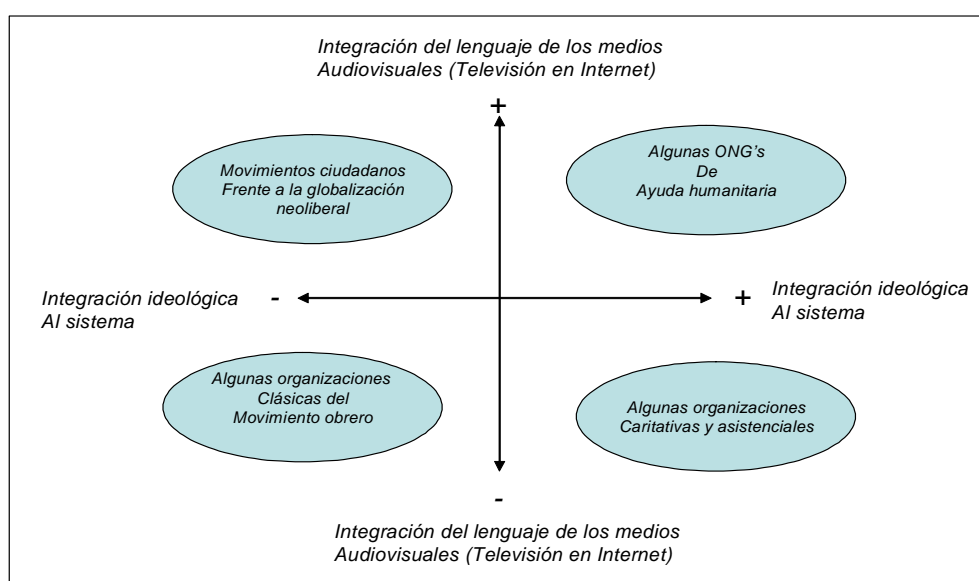 Integración del lenguaje de los medios
Audiovisuales (Televisión en Internet)
+
Movimientos ciudadanos
Frente a la globalización
neoliberal
Algunas ONG's
De
Ayuda humanitaria
Integración ideológica
Al sistema
-
+
Integración ideológica
Al sistema
Algunas organizaciones
Clásicas del
Movimiento obrero
Algunas organizaciones
Caritativas y asistenciales
-
Integración del lenguaje de los medios
Audiovisuales (Televisión en Internet)